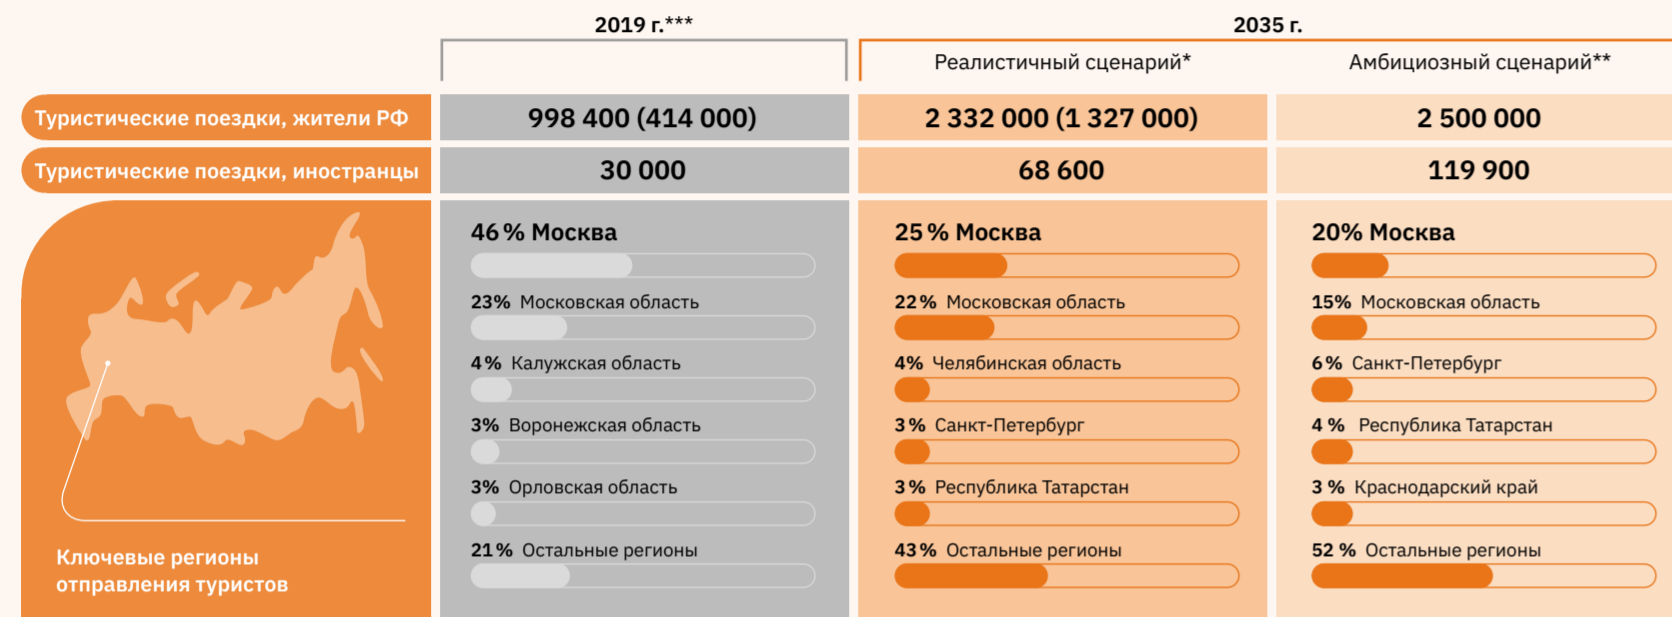 2019 г.***
2035 г.
Реалистичный сценарий*
Амбициозный сценарий**
Туристические поездки, жители РФ
998 400 (414 000)
2 332 000 (1 327 000)
2 500 000
Туристические поездки, иностранцы
30 000
68 600
119 900
Ключевые регионы
отправления туристов
46 % Москва
23% Московская область
4 % Калужская область
3% Воронежская область
3% Орловская область
21 % Остальные регионы
25 % Москва
22 % Московская область
4% Челябинская область
3 % Санкт-Петербург
3 % Республика Татарстан
43 % Остальные регионы
20% Москва
15% Московская область
6 % Санкт-Петербург
4 % Республика Татарстан
3 % Краснодарский край
52 % Остальные регионы